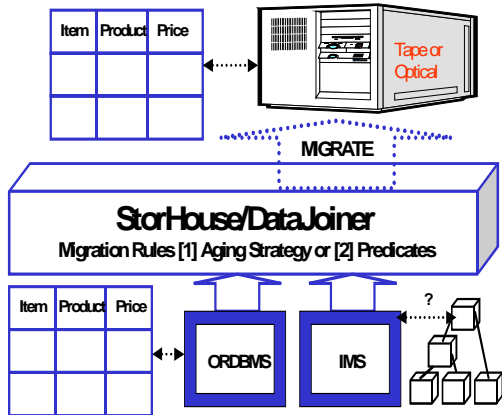 Item Product Price
Tape or
Optical
MIGRATE
StorHouse/DataJoiner
Migration Rules [1] Aging Strategy or [2] Predicates
Item Product Price
?
ORDBMS
IMS